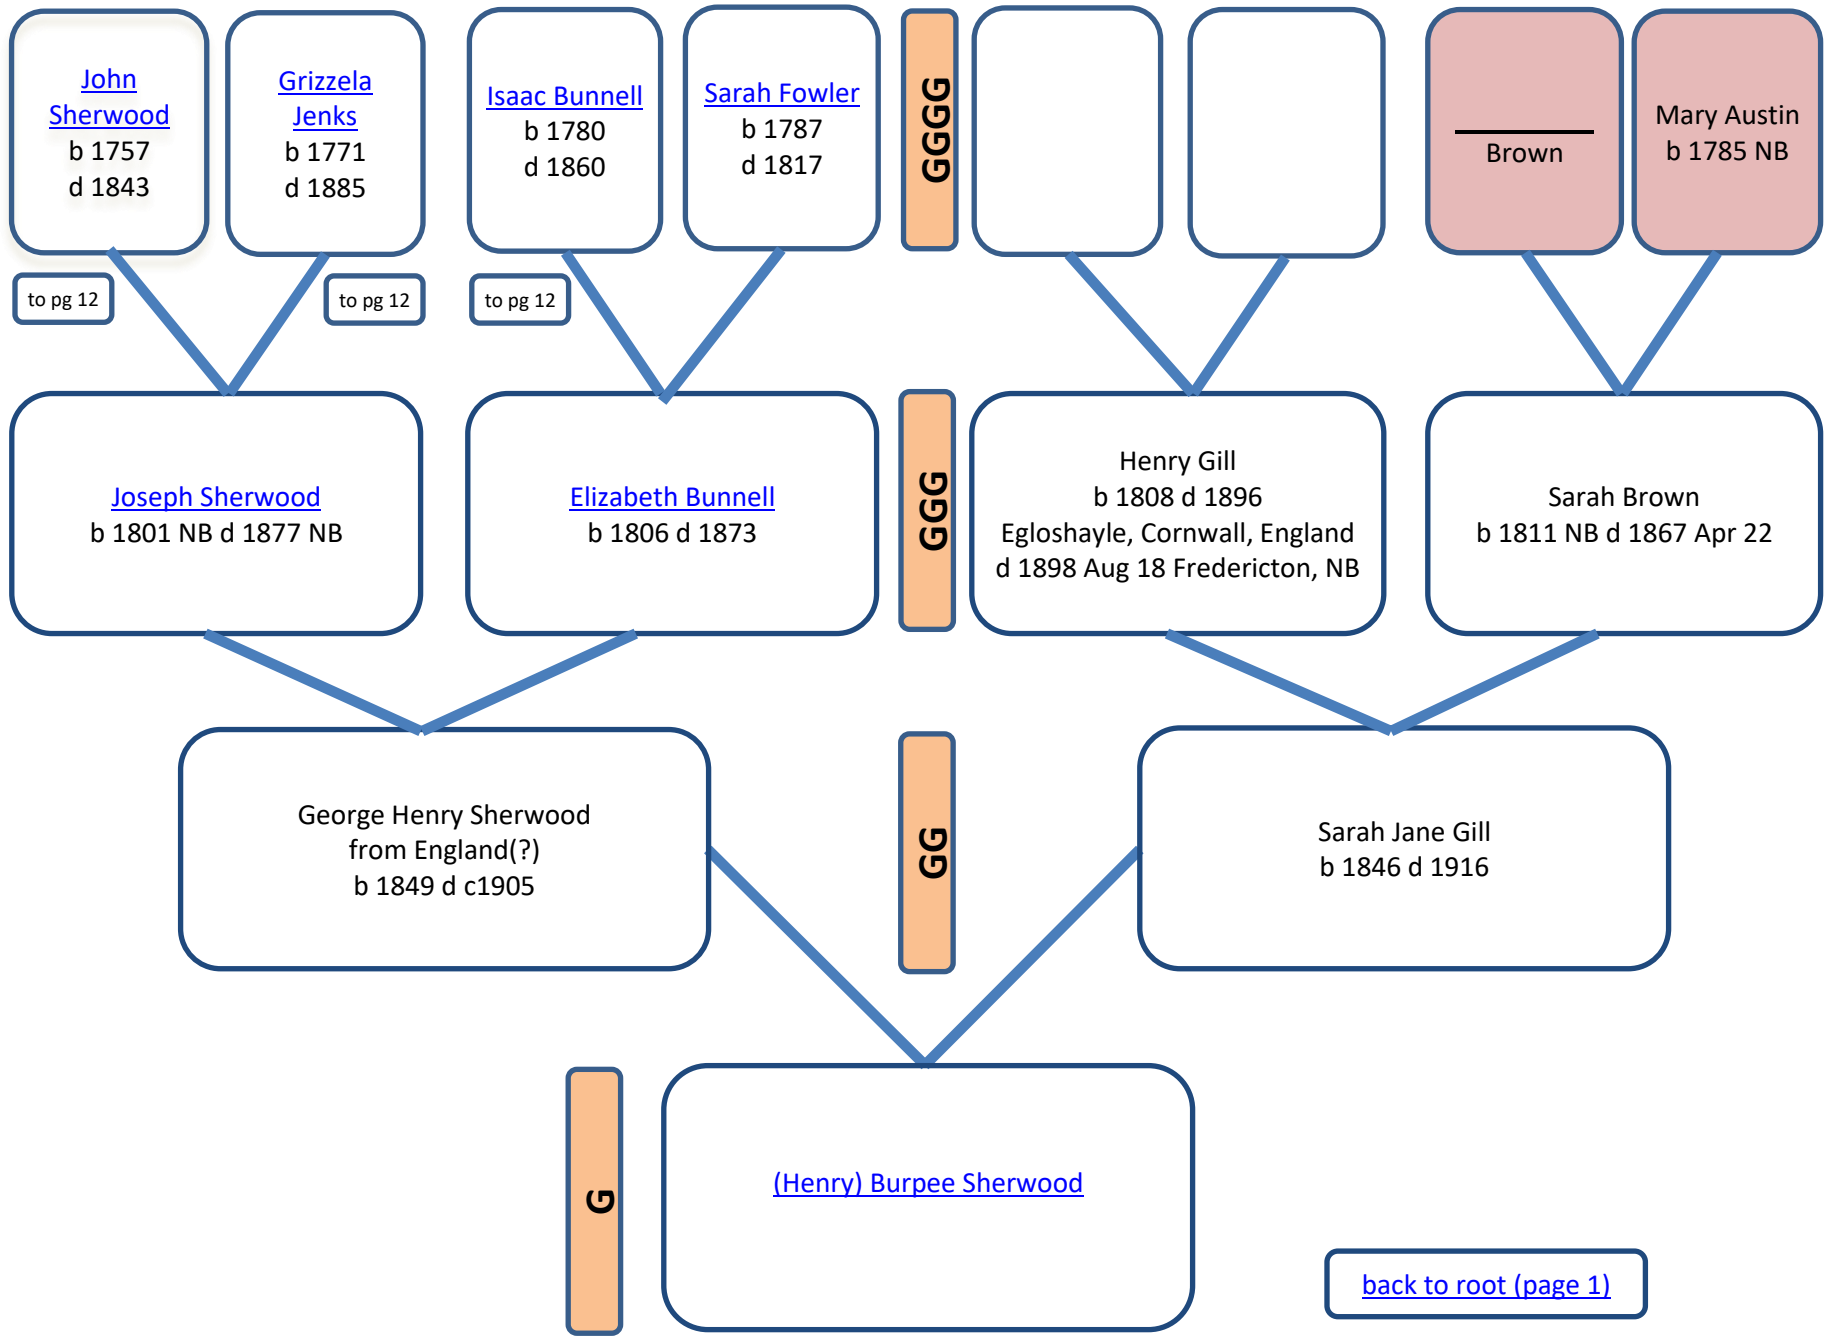 John
Sherwood
b 1757
d 1843
Grizzela
Jenks
b 1771
d 1885
Isaac Bunnell
b 1780
d 1860
Sarah Fowler
b 1787
d 1817
GGGG
Brown
Mary Austin
b 1785 NB
to pg 12
to pg 12
to pg 12
Joseph Sherwood
b 1801 NB d 1877 NB
Elizabeth Bunnell
b 1806 d 1873
GGG
Henry Gill
b 1808 d 1896
Egloshayle, Cornwall, England
d 1898 Aug 18 Fredericton, NB
Sarah Brown
b 1811 NB d 1867 Apr 22
George Henry Sherwood
from England(?)
b 1849 d c1905
GG
Sarah Jane Gill
b 1846 d 1916
G
(Henry) Burpee Sherwood
back to root (page 1)